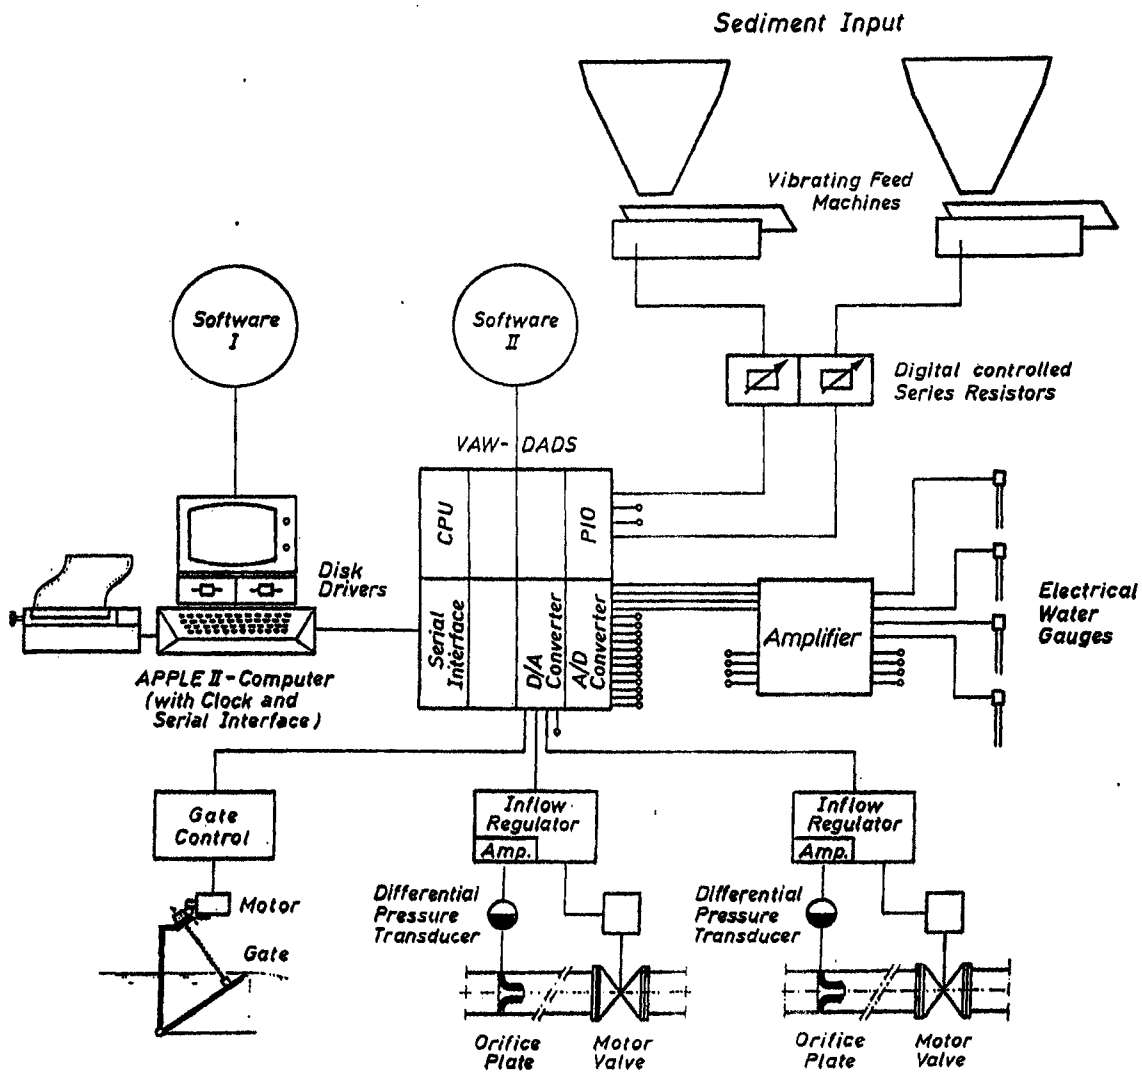 Sediment Input
Vibrating Feed
Machines
Software
I
Software
II
Digital controlled
Series Resistors
VAW-DADS
CPU
PIO
Serial
Interface
D/A
Converter
A/D
Converter
Disk
Drivers
APPLE II-Computer
(with Clock and
Serial Interface)
Amplifier
Electrical
Water
Gauges
Gate
Control
Motor
Gate
Inflow
Regulator
Amp.
Differential
Pressure
Transducer
Orifice
Plate
Motor
Valve
Inflow
Regulator
Amp.
Differential
Pressure
Transducer
Orifice
Plate
Motor
Valve